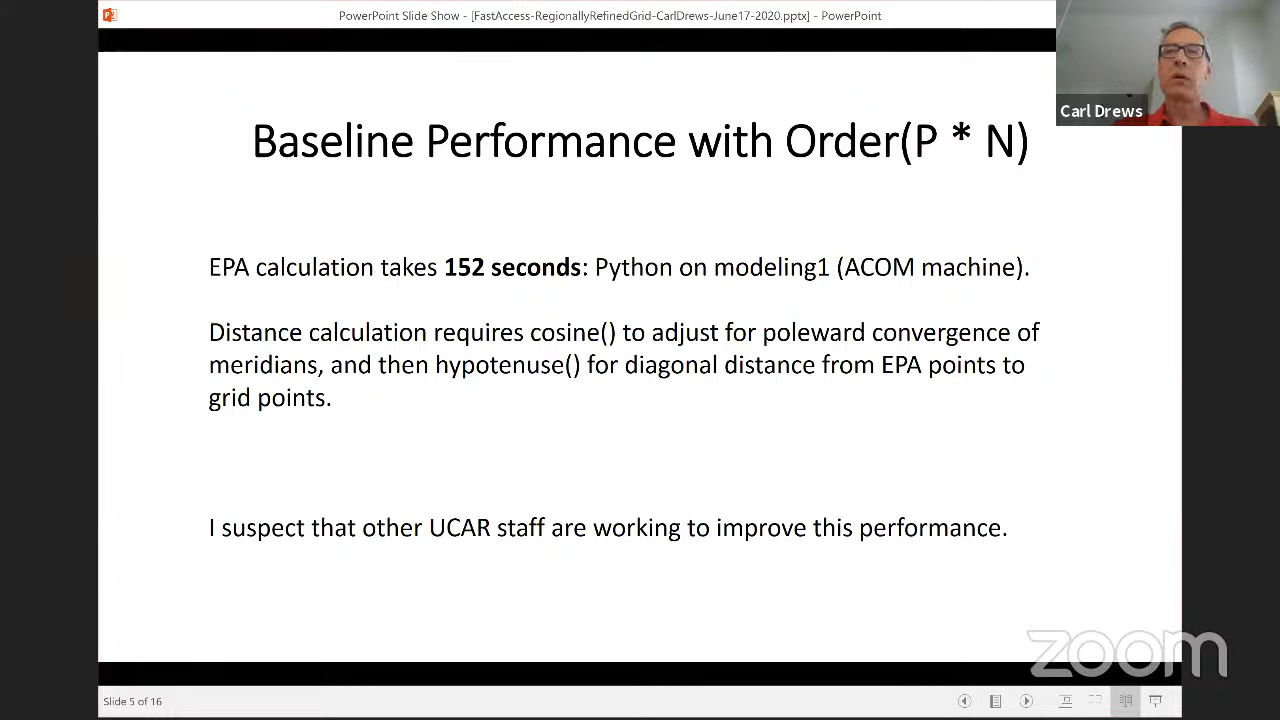 PowerPoint Slide Show - [FastAccess-RegionallyRefinedGrid-CarlDrews-June17-2020.pptx] - PowerPoint
Carl Drews
Baseline Performance with Order(P * N)
EPA calculation takes 152 seconds: Python on modeling1 (ACOM machine).
Distance calculation requires cosine() to adjust for poleward convergence of
meridians, and then hypotenuse() for diagonal distance from EPA points to
grid points.
I suspect that other UCAR staff are working to improve this performance.
zoom
Slide 5 of 16